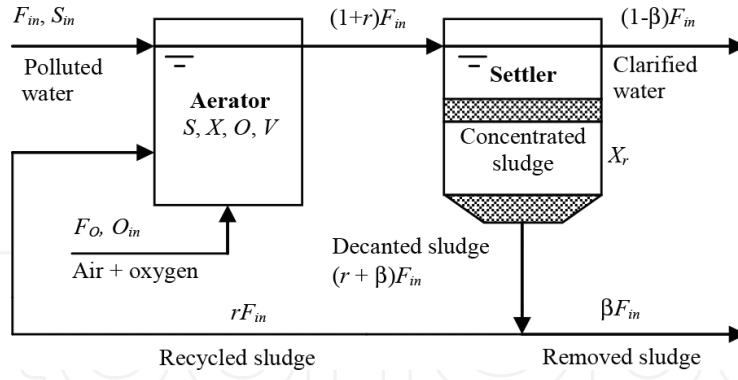 F_in, S_in
Polluted
water
(1+r)F_in
(1-β)F_in
Clarified
water
Aerator
S, X, O, V
Settler
Concentrated
sludge
X_r
F_O, O_in
Air + oxygen
Decanted sludge
(r + β)F_in
rF_in
βF_in
Recycled sludge
Removed sludge